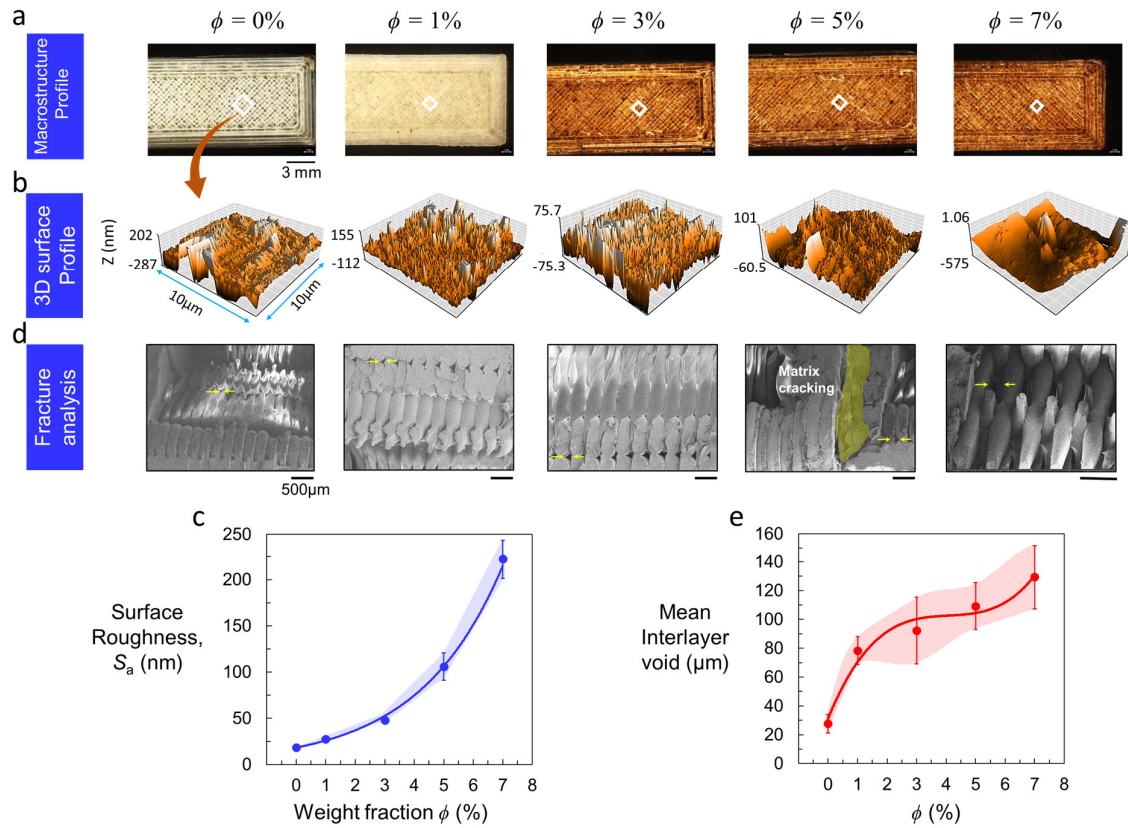 a
ϕ = 0%
ϕ = 1%
ϕ = 3%
ϕ = 5%
ϕ = 7%
Macrostructure
Profile
3 mm
b
3D surface
Profile
Z (nm)
202
-287
10μm
10μm
155
-112
75.7
-75.3
101
-60.5
1.06
-575
d
Fracture
analysis
Matrix
cracking
500μm
c
Surface
Roughness,
Sa (nm)
250
200
150
100
50
0
0 1 2 3 4 5 6 7 8
Weight fraction ϕ (%)
e
Mean
Interlayer
void (μm)
160
140
120
100
80
60
40
20
0
0 1 2 3 4 5 6 7 8
ϕ (%)